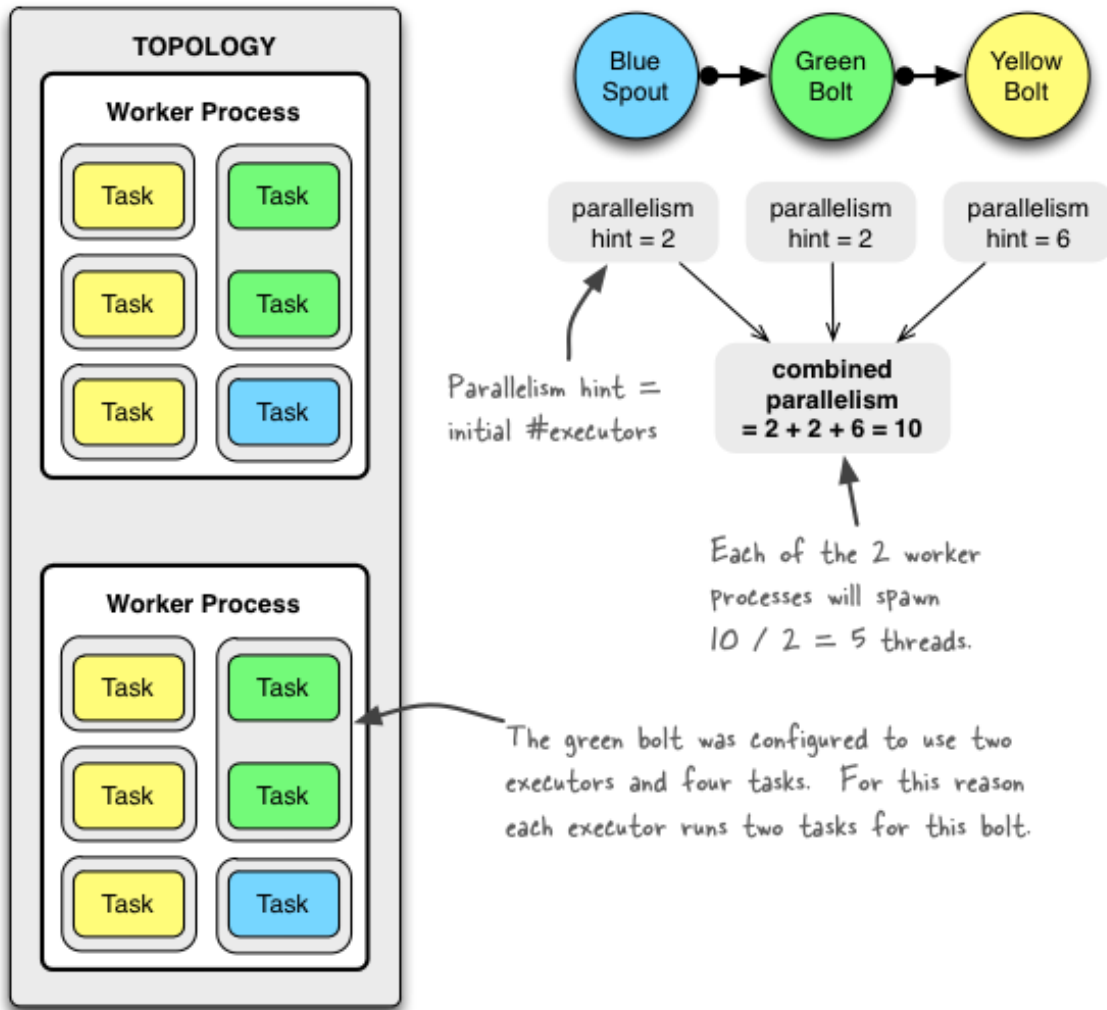 TOPOLOGY
Worker Process
Task
Task
Task
Task
Task
Task
Worker Process
Task
Task
Task
Task
Task
Task
Blue
Spout
Green
Bolt
Yellow
Bolt
parallelism
hint = 2
parallelism
hint = 2
parallelism
hint = 6
Parallelism hint =
initial #executors
combined
parallelism
= 2 + 2 + 6 = 10
Each of the 2 worker
processes will spawn
10 / 2 = 5 threads.
The green bolt was configured to use two
executors and four tasks. For this reason
each executor runs two tasks for this bolt.